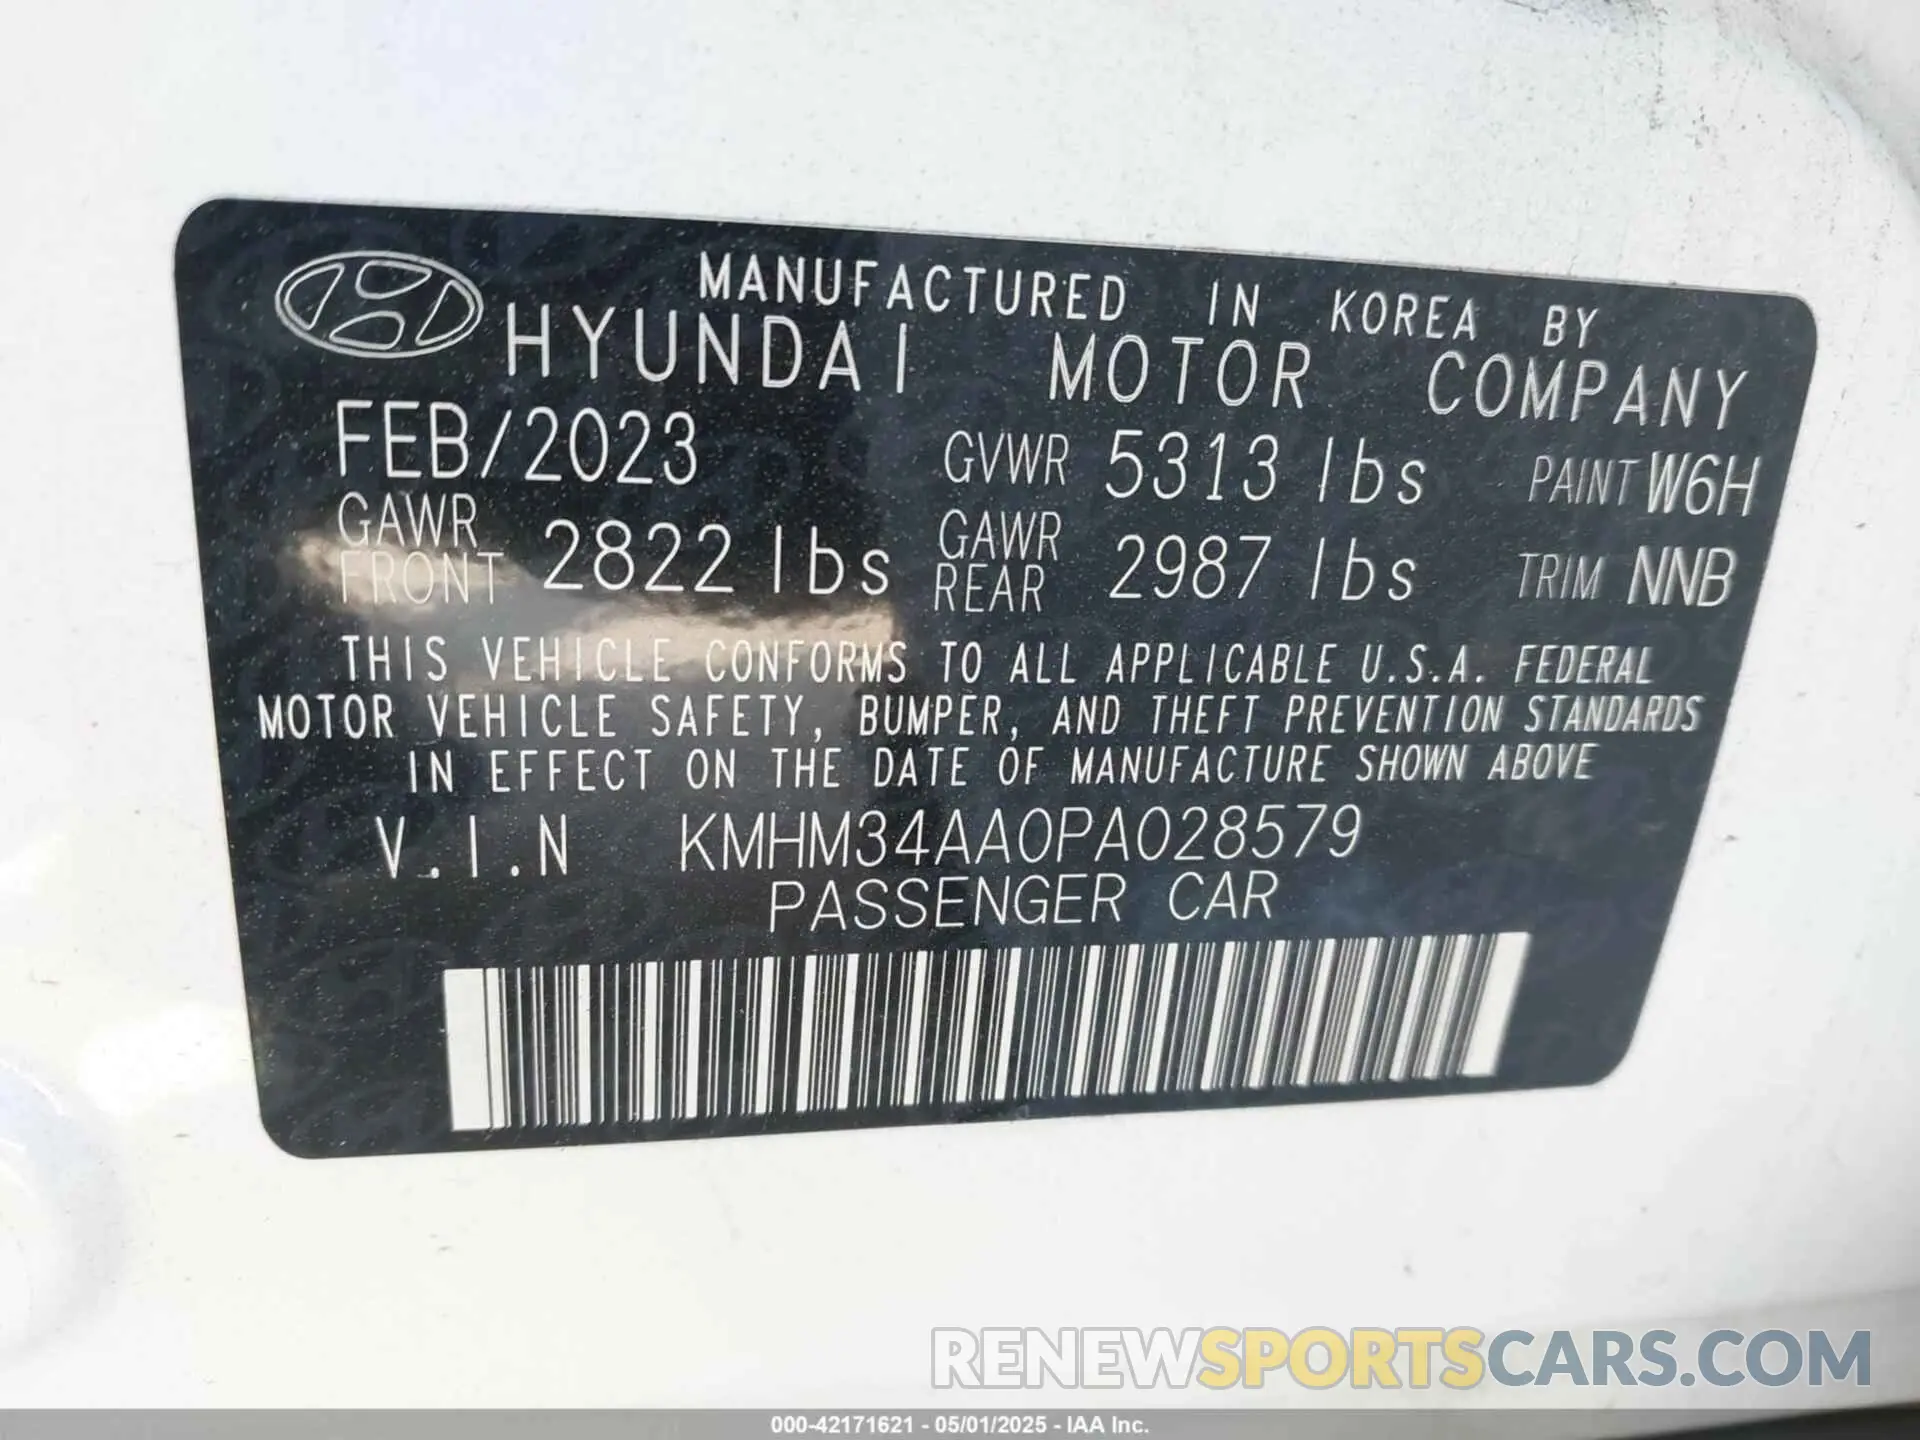 MANUFACTURED IN KOREA BY
HYUNDAI MOTOR COMPANY
FEB/2023 GVWR 5313 lbs PAINT W6H
GAWR FRONT 2822 lbs GAWR REAR 2987 lbs TRIM NNB
THIS VEHICLE CONFORMS TO ALL APPLICABLE U.S.A. FEDERAL
MOTOR VEHICLE SAFETY, BUMPER, AND THEFT PREVENTION STANDARDS
IN EFFECT ON THE DATE OF MANUFACTURE SHOWN ABOVE
V.I.N KMHM34AA0PA028579
PASSENGER CAR
RENEWSPORTSCARS.COM
000-42171621 - 05/01/2025 - IAA Inc.